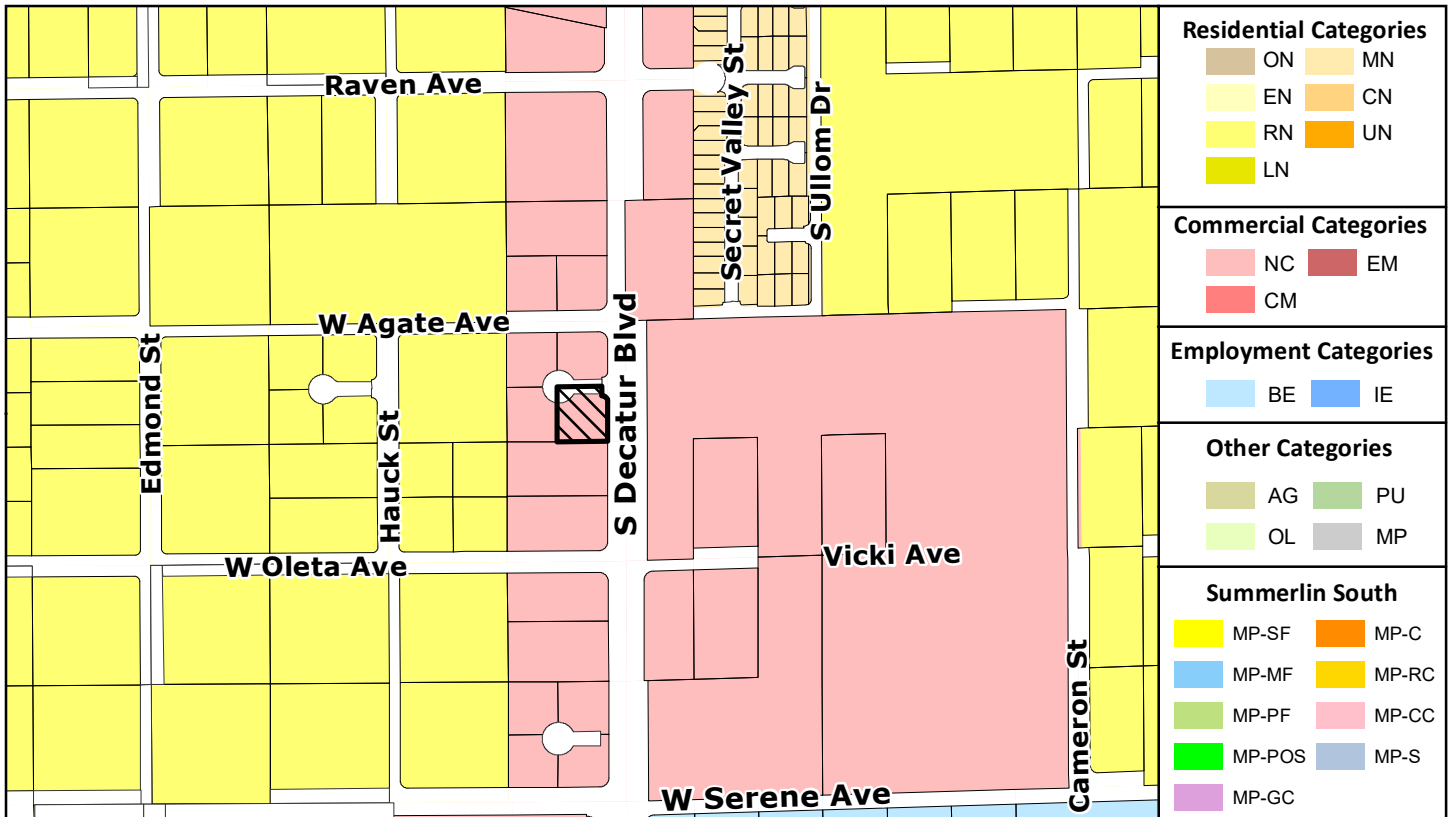 Raven Ave
Secret Valley St
S Ullom Dr
W Agate Ave
S Decatur Blvd
Edmond St
Hauck St
W Oleta Ave
Vicki Ave
Cameron St
W Serene Ave
Residential Categories
ON MN
EN CN
RN UN
LN
Commercial Categories
NC EM
CM
Employment Categories
BE IE
Other Categories
AG PU
OL MP
Summerlin South
MP-SF MP-C
MP-MF MP-RC
MP-PF MP-CC
MP-POS MP-S
MP-GC